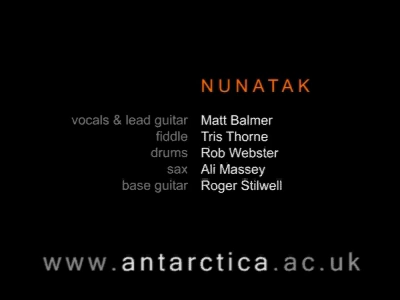 NUNATAK
vocals & lead guitar Matt Balmer
fiddle Tris Thorne
drums Rob Webster
sax Ali Massey
base guitar Roger Stilwell
www.antarctica.ac.uk